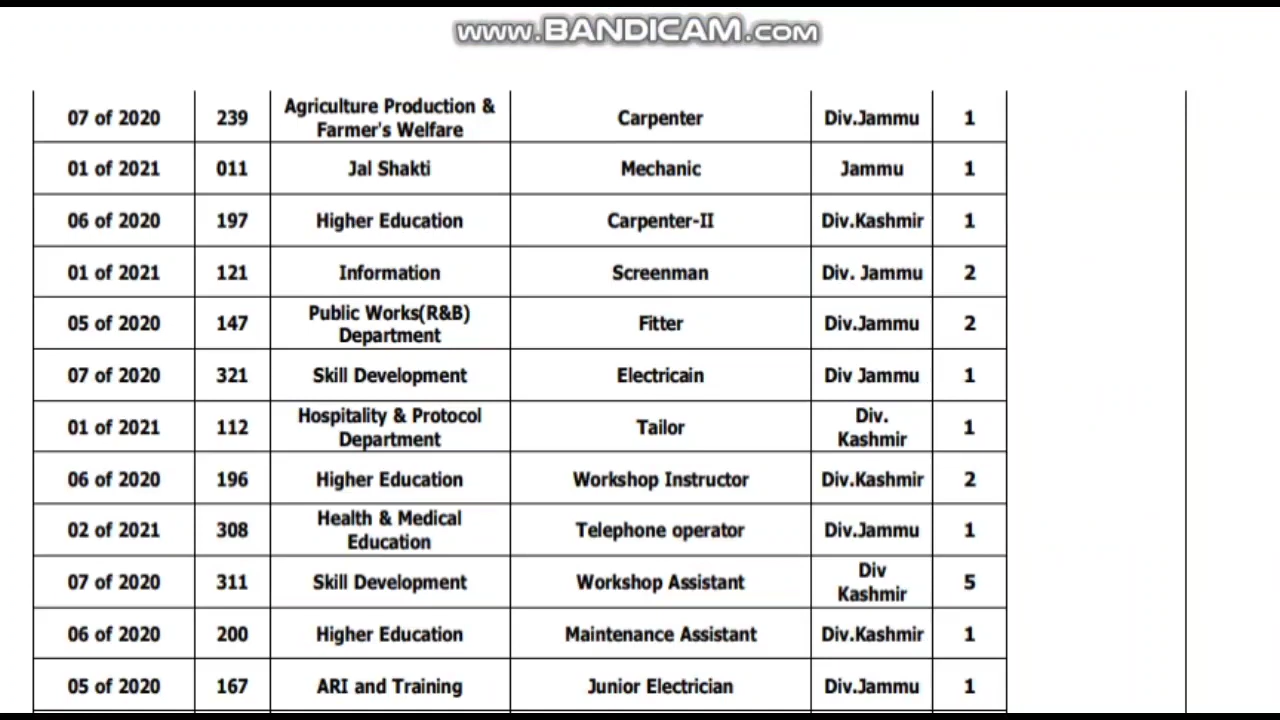 www.BANDICAM.com
07 of 2020 239 Agriculture Production & Farmer's Welfare Carpenter Div.Jammu 1
01 of 2021 011 Jal Shakti Mechanic Jammu 1
06 of 2020 197 Higher Education Carpenter-II Div.Kashmir 1
01 of 2021 121 Information Screenman Div. Jammu 2
05 of 2020 147 Public Works(R&B) Department Fitter Div.Jammu 2
07 of 2020 321 Skill Development Electricain Div Jammu 1
01 of 2021 112 Hospitality & Protocol Department Tailor Div. Kashmir 1
06 of 2020 196 Higher Education Workshop Instructor Div.Kashmir 2
02 of 2021 308 Health & Medical Education Telephone operator Div.Jammu 1
07 of 2020 311 Skill Development Workshop Assistant Div Kashmir 5
06 of 2020 200 Higher Education Maintenance Assistant Div.Kashmir 1
05 of 2020 167 ARI and Training Junior Electrician Div.Jammu 1